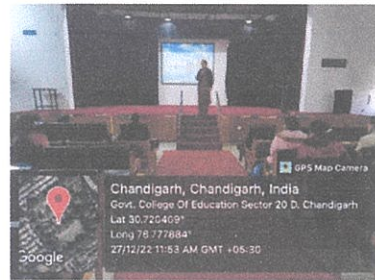 GPS Map Camera
Chandigarh, Chandigarh, India
Govt. College Of Education Sector 20 D, Chandigarh
Lat 30.720409°
Long 76.777884°
27/12/22 11:53 AM GMT +05:30
Google